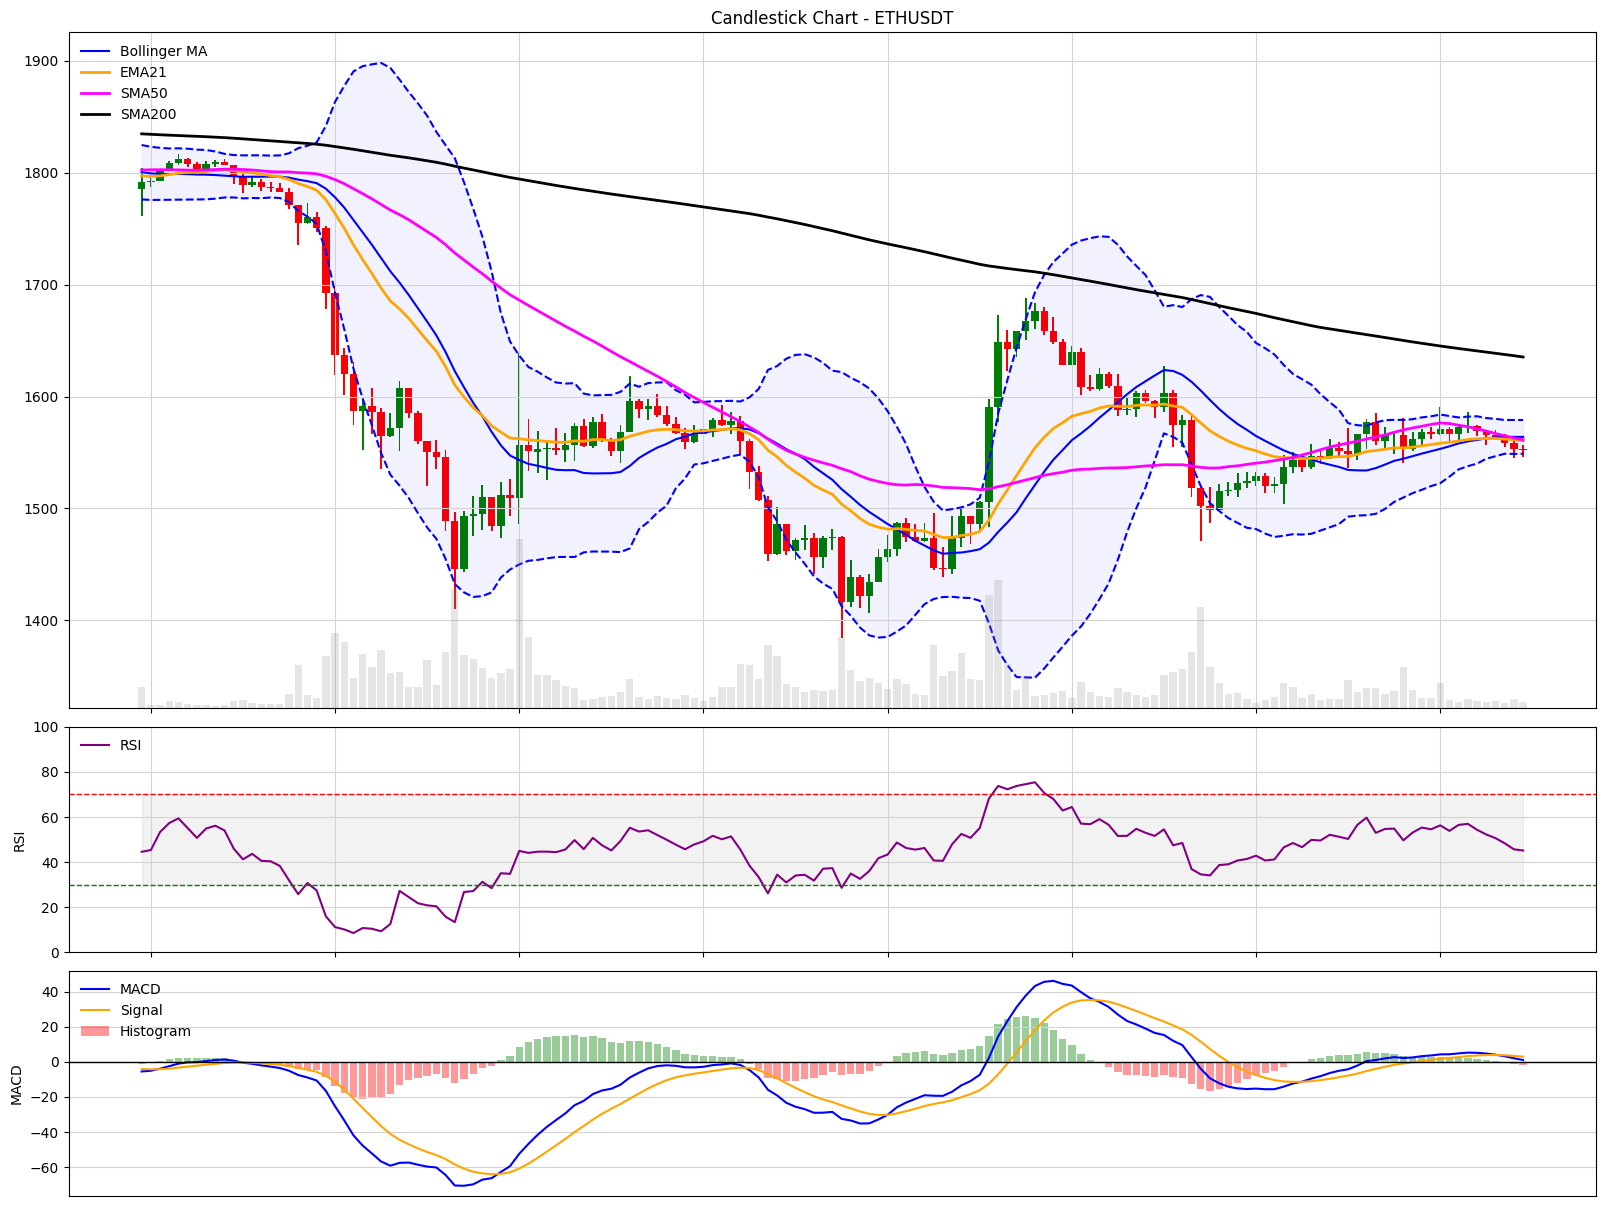 Candlestick Chart - ETHUSDT
Bollinger MA
EMA21
SMA50
SMA200
1900
1800
1700
1600
1500
1400
RSI
100
80
60
40
20
0
RSI
MACD
Signal
Histogram
40
20
0
−20
−40
−60
MACD